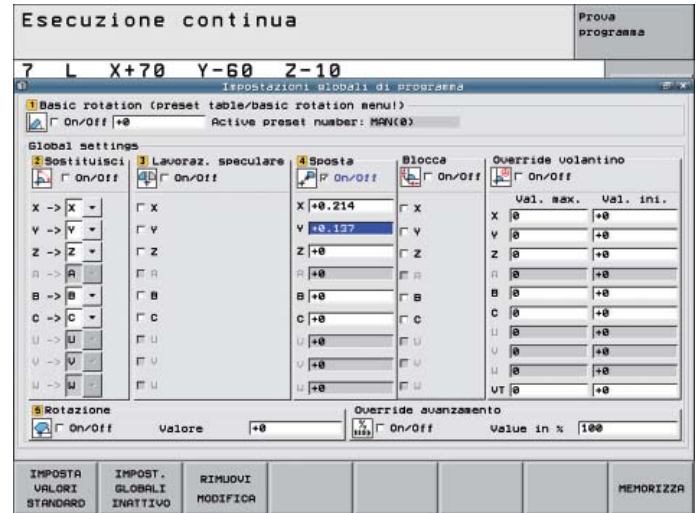 Esecuzione continua
Prova
programma
7 L X+70 Y-60 Z-10
Impostazioni globali di programma
1 Basic rotation (preset table/basic rotation menu!)
On/Off +0 Active preset number: MAN(0)
Global settings
2 Sostituisci 3 Lavoraz. speculare 4 Sposta Blocca Override volantino
On/Off On/Off On/Off On/Off On/Off
Val. max. Val. ini.
X -> X X X +0.214 X X 0 +0
Y -> Y Y Y +0.137 Y Y 0 +0
Z -> Z Z Z +0 Z Z 0 +0
A -> A A A +0 A A 0 +0
B -> B B B +0 B B 0 +0
C -> C C C +0 C C 0 +0
U -> U U U +0 U U 0 +0
V -> V V V +0 V V 0 +0
W -> W W W +0 W W 0 +0
VT 0 +0
5 Rotazione Override avanzamento
On/Off Valore +0 % On/Off Value in % 100
IMPOSTA
VALORI
STANDARD
IMPOST.
GLOBALI
INATTIVO
RIMUOVI
MODIFICA
MEMORIZZA